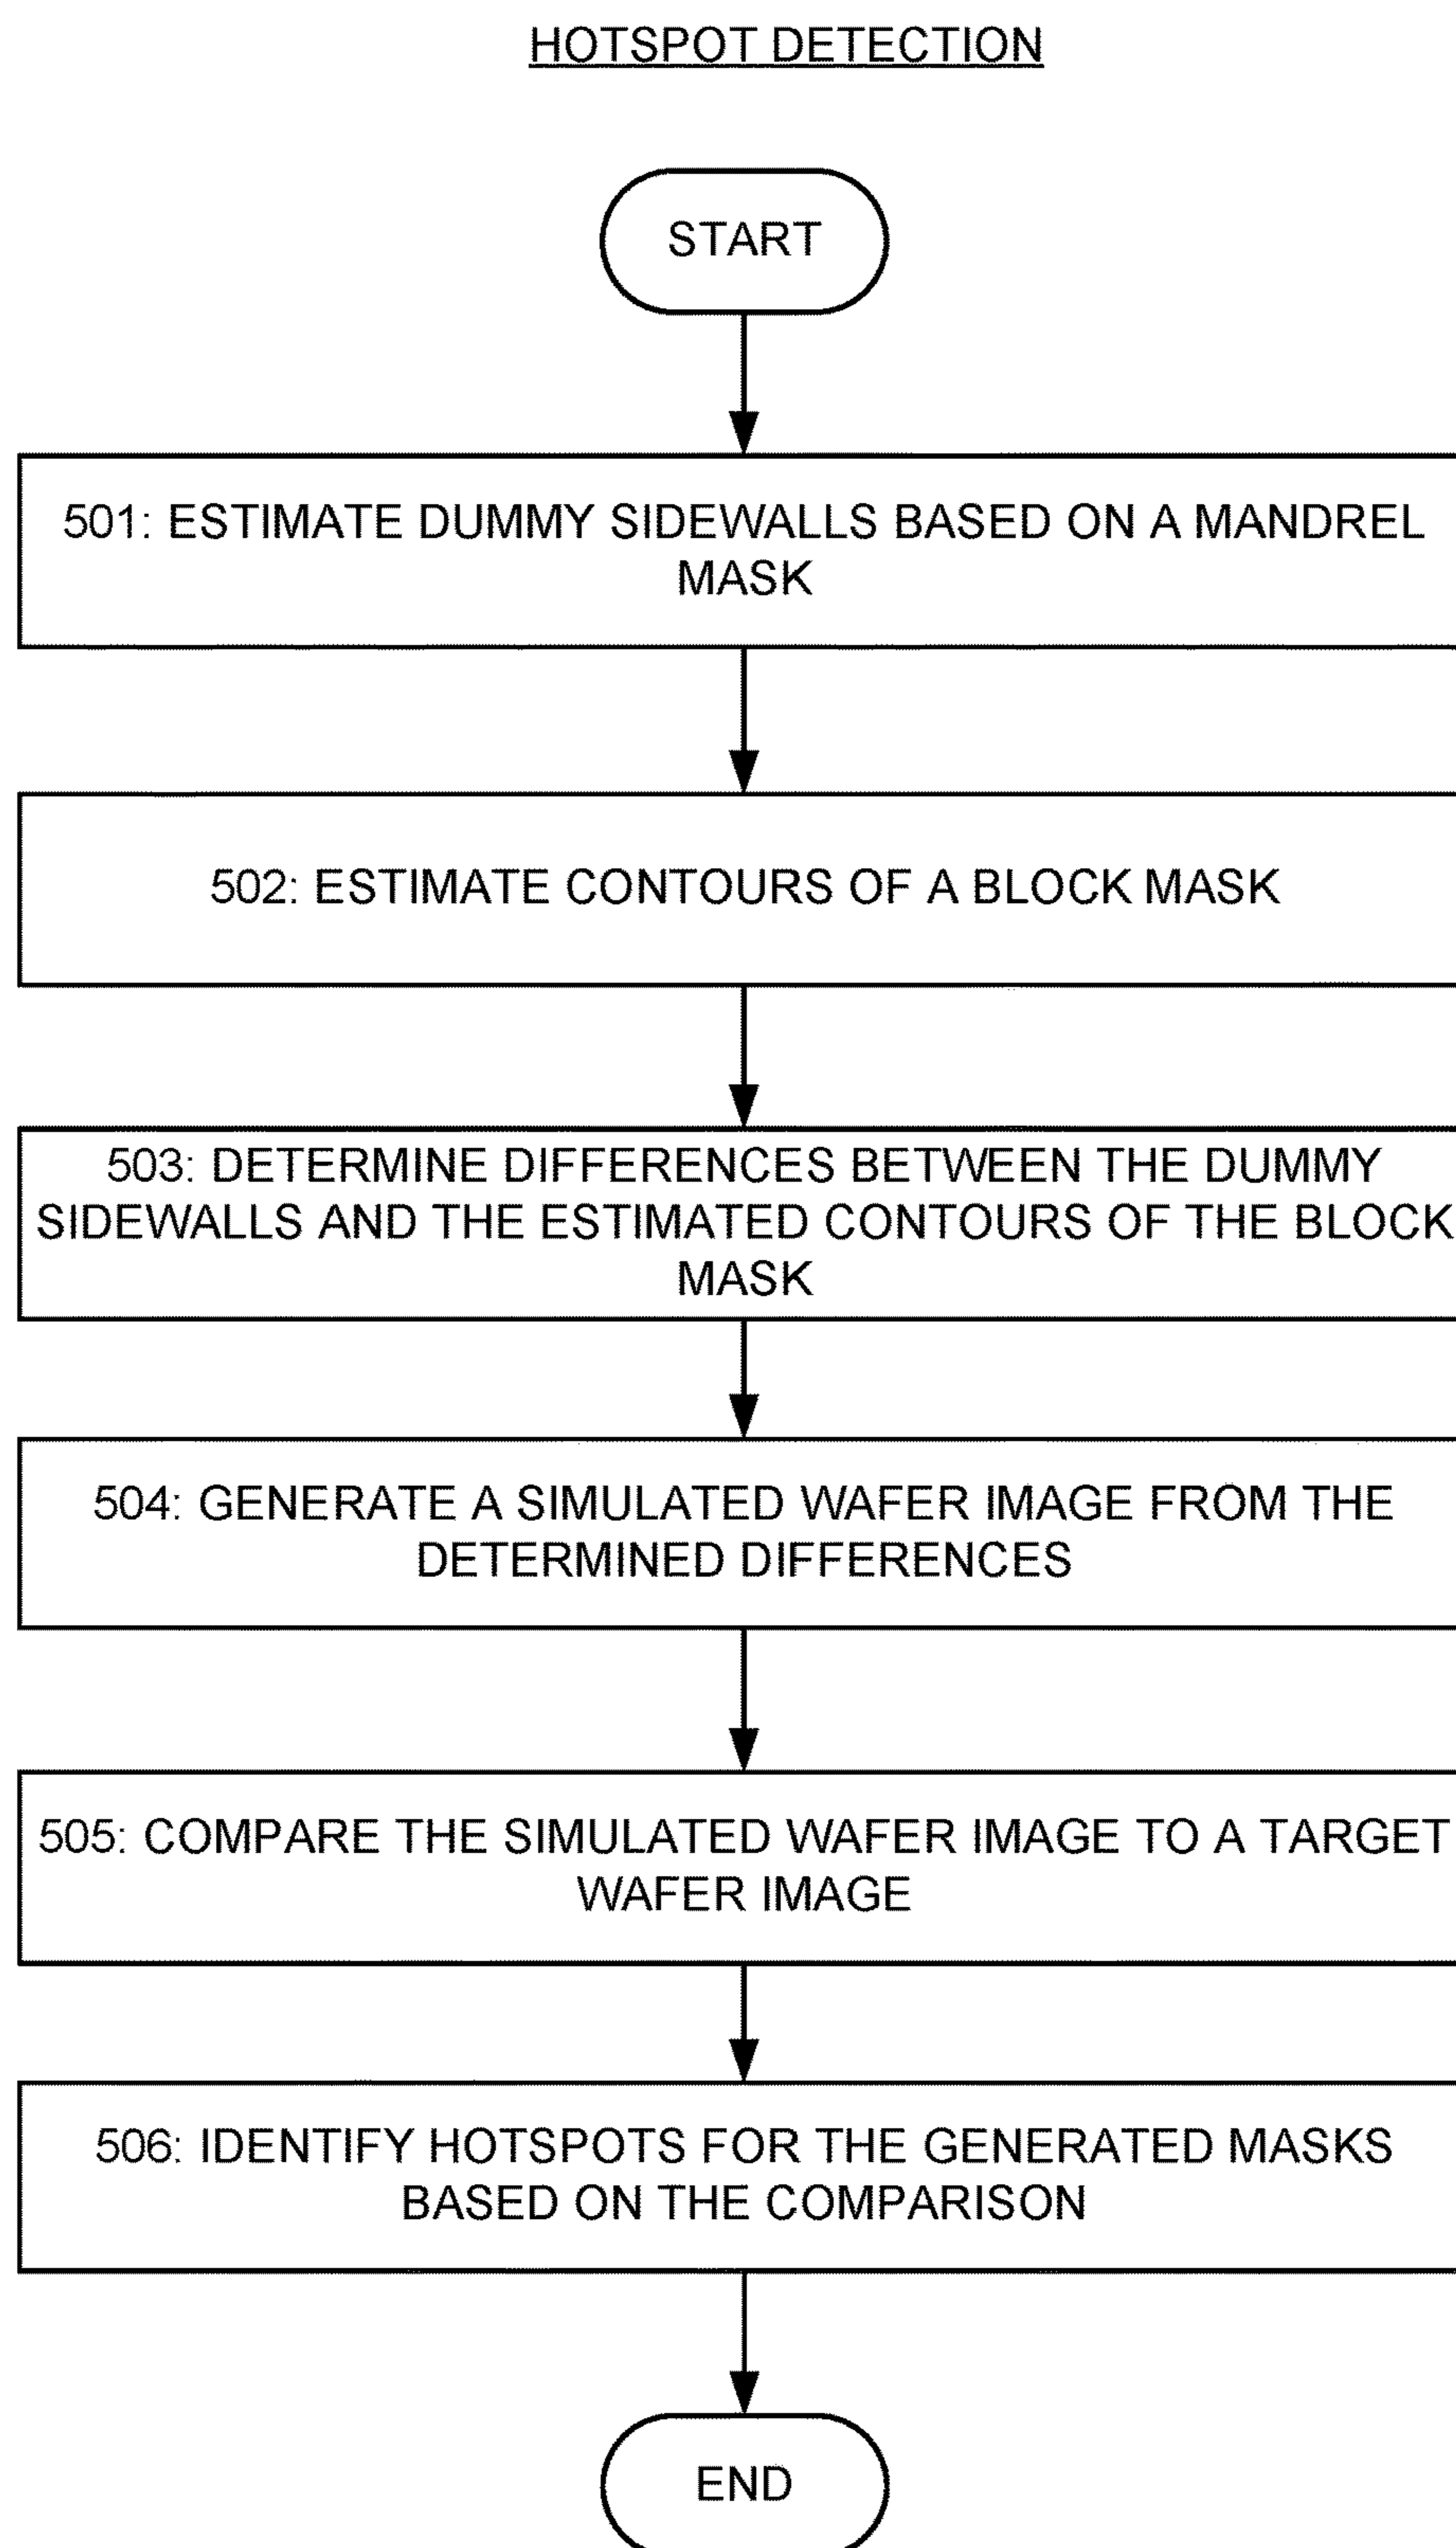 HOTSPOT DETECTION
START
501: ESTIMATE DUMMY SIDEWALLS BASED ON A MANDREL
MASK
502: ESTIMATE CONTOURS OF A BLOCK MASK
503: DETERMINE DIFFERENCES BETWEEN THE DUMMY
SIDEWALLS AND THE ESTIMATED CONTOURS OF THE BLOCK
MASK
504: GENERATE A SIMULATED WAFER IMAGE FROM THE
DETERMINED DIFFERENCES
505: COMPARE THE SIMULATED WAFER IMAGE TO A TARGET
WAFER IMAGE
506: IDENTIFY HOTSPOTS FOR THE GENERATED MASKS
BASED ON THE COMPARISON
END